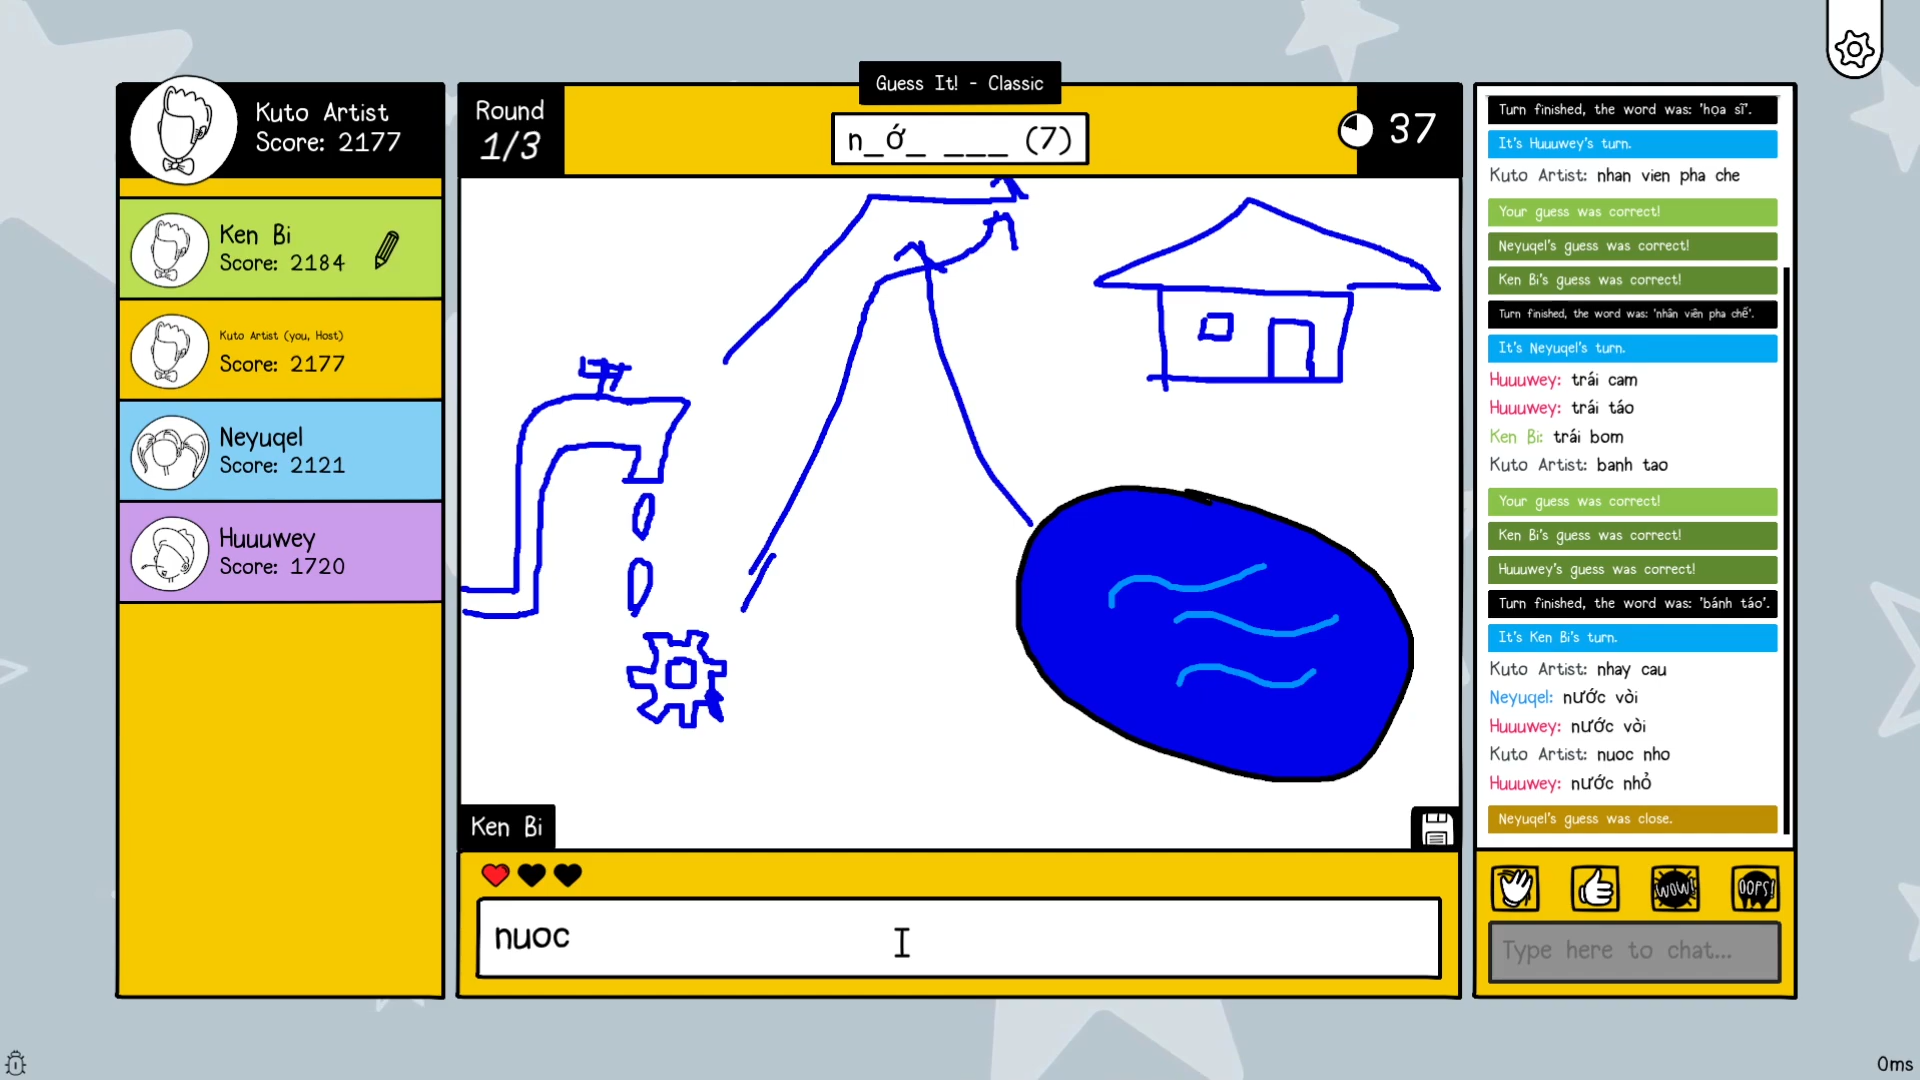 Guess It! - Classic
Kuto Artist
Score: 2177
Round
1/3
n_ớ_ ___ (7)
37
Ken Bi
Score: 2184
Kuto Artist (you, Host)
Score: 2177
Neyuqel
Score: 2121
Huuuwey
Score: 1720
Ken Bi
nuoc
Turn finished, the word was: 'họa sĩ'.
It's Huuuwey's turn.
Kuto Artist: nhan vien pha che
Your guess was correct!
Neyuqel's guess was correct!
Ken Bi's guess was correct!
Turn finished, the word was: 'nhân viên pha chế'.
It's Neyuqel's turn.
Huuuwey: trái cam
Huuuwey: trái táo
Ken Bi: trái bom
Kuto Artist: banh tao
Your guess was correct!
Ken Bi's guess was correct!
Huuuwey's guess was correct!
Turn finished, the word was: 'bánh táo'.
It's Ken Bi's turn.
Kuto Artist: nhay cau
Neyuqel: nước vòi
Huuuwey: nước vòi
Kuto Artist: nuoc nho
Huuuwey: nước nhỏ
Neyuqel's guess was close.
WOW!
OOPS!
Type here to chat...
0ms